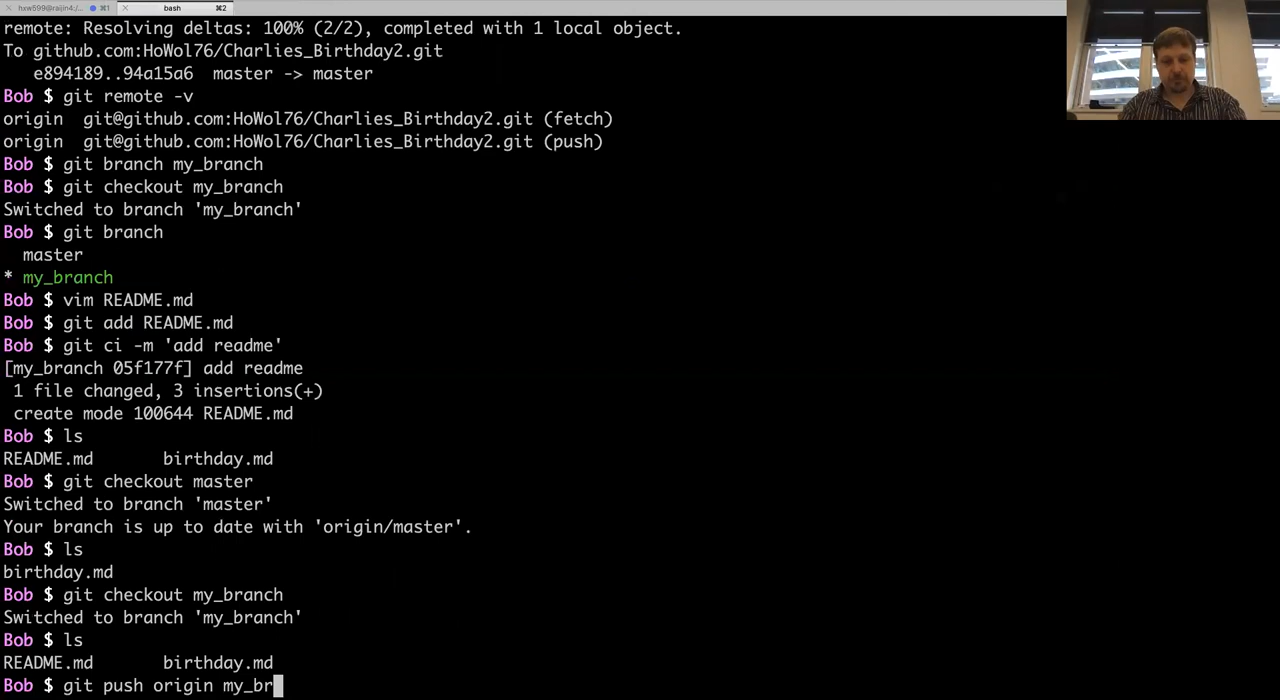 hxw599@raijin4:/... ⌘1 bash ⌘2
remote: Resolving deltas: 100% (2/2), completed with 1 local object.
To github.com:HoWol76/Charlies_Birthday2.git
e894189..94a15a6  master -> master
Bob $ git remote -v
origin  git@github.com:HoWol76/Charlies_Birthday2.git (fetch)
origin  git@github.com:HoWol76/Charlies_Birthday2.git (push)
Bob $ git branch my_branch
Bob $ git checkout my_branch
Switched to branch 'my_branch'
Bob $ git branch
master
* my_branch
Bob $ vim README.md
Bob $ git add README.md
Bob $ git ci -m 'add readme'
[my_branch 05f177f] add readme
1 file changed, 3 insertions(+)
create mode 100644 README.md
Bob $ ls
README.md       birthday.md
Bob $ git checkout master
Switched to branch 'master'
Your branch is up to date with 'origin/master'.
Bob $ ls
birthday.md
Bob $ git checkout my_branch
Switched to branch 'my_branch'
Bob $ ls
README.md       birthday.md
Bob $ git push origin my_br